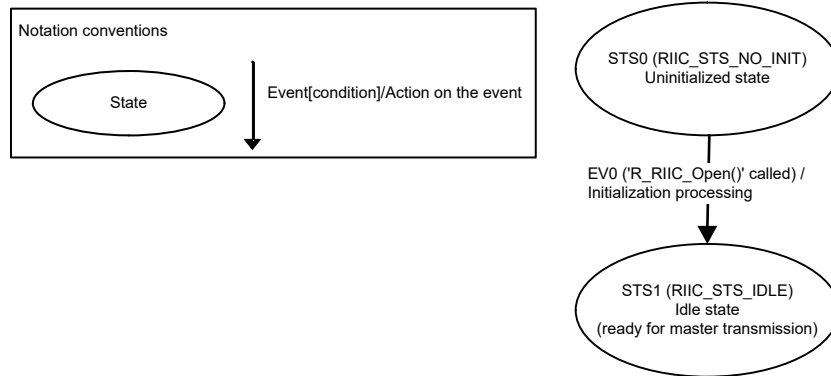 Notation conventions
State
Event[condition]/Action on the event
STS0 (RIIC_STS_NO_INIT)
Uninitialized state
EV0 ('R_RIIC_Open()' called) /
Initialization processing
STS1 (RIIC_STS_IDLE)
Idle state
(ready for master transmission)